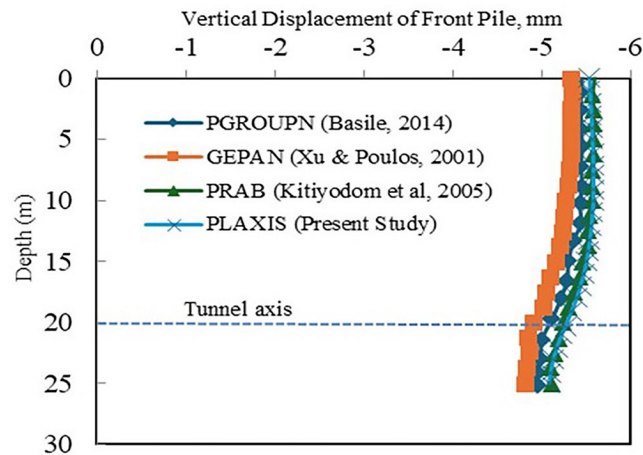 Vertical Displacement of Front Pile, mm
0 -1 -2 -3 -4 -5 -6
0
5
10
15
20
25
30
Depth (m)
PGROUPN (Basile, 2014)
GEPAN (Xu & Poulos, 2001)
PRAB (Kitiyodom et al, 2005)
PLAXIS (Present Study)
Tunnel axis